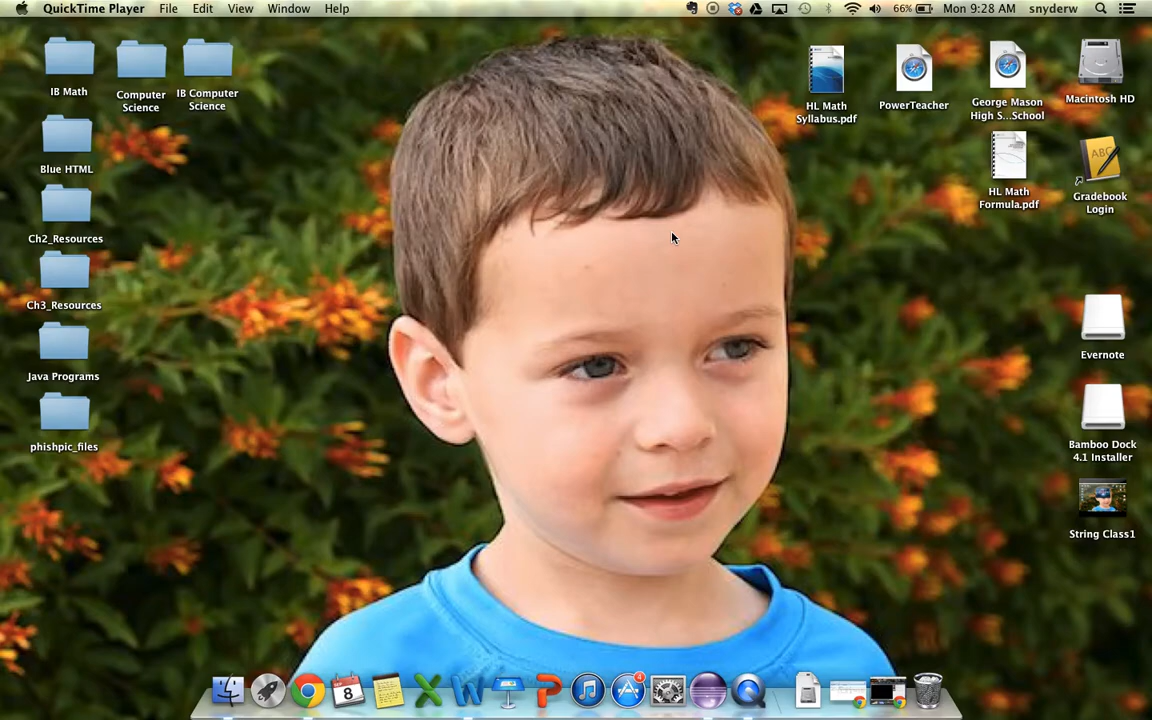 QuickTime Player File Edit View Window Help
66% Mon 9:28 AM snyderw
IB Math
Computer
Science
IB Computer
Science
Blue HTML
Ch2_Resources
Ch3_Resources
Java Programs
phishpic_files
HL Math
Syllabus.pdf
PowerTeacher
George Mason
High S...School
Macintosh HD
HL Math
Formula.pdf
ABC
Gradebook
Login
Evernote
Bamboo Dock
4.1 Installer
String Class1
8
4